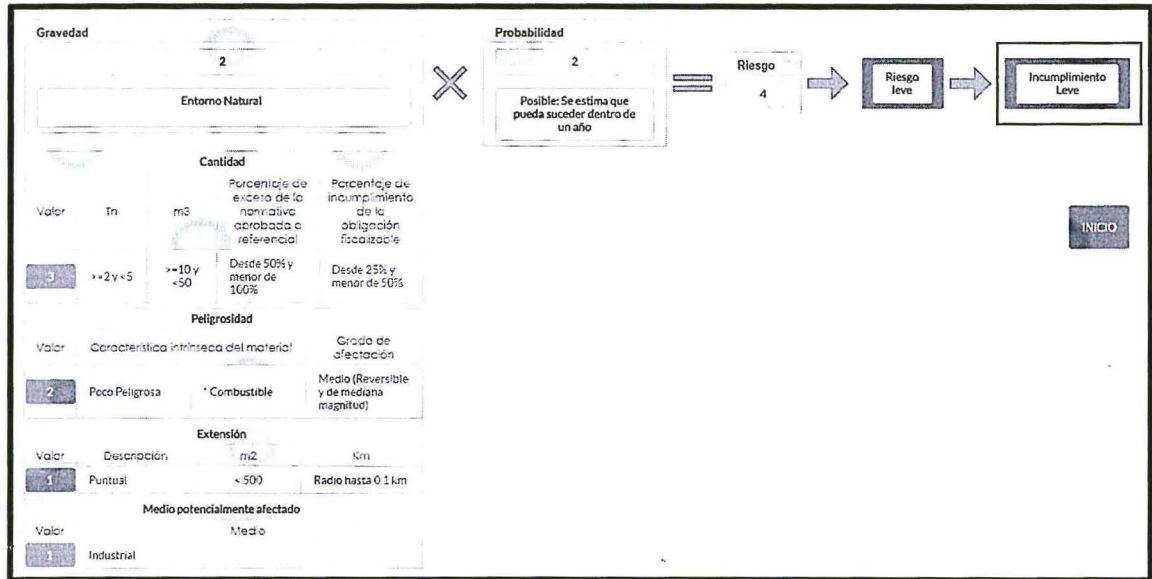 Gravedad
2
Entorno Natural
Probabilidad
2
Posible: Se estima que
pueda suceder dentro de
un año
Riesgo
4
Riesgo
leve
Incumplimiento
Leve
INICIO
Cantidad
Valor
Tn
m3
Porcentaje de
exceso de la
normativa
aprobada o
referencial
Porcentaje de
incumplimiento
de la
obligación
fiscalizable
3
>=2 y <5
>=10 y
<50
Desde 50% y
menor de
100%
Desde 25% y
menor de 50%
Peligrosidad
Valor
Característica intrínseca del material
Grado de
afectación
2
Poco Peligrosa
* Combustible
Medio (Reversible
y de mediana
magnitud)
Extensión
Valor
Descripción
m2
Km
1
Puntual
< 500
Radio hasta 0.1 km
Medio potencialmente afectado
Valor
Medio
1
Industrial